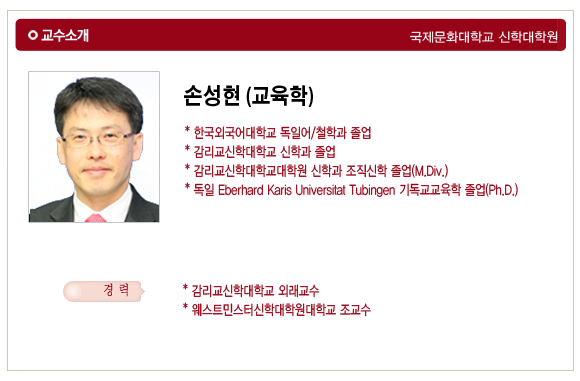 교수소개
국제문화대학교 신학대학원
손성현 (교육학)
* 한국외국어대학교 독일어/철학과 졸업
* 감리교신학대학교 신학과 졸업
* 감리교신학대학교대학원 신학과 조직신학 졸업(M.Div.)
* 독일 Eberhard Karis Universitat Tubingen 기독교교육학 졸업(Ph.D.)
경 력
* 감리교신학대학교 외래교수
* 웨스트민스터신학대학원대학교 조교수